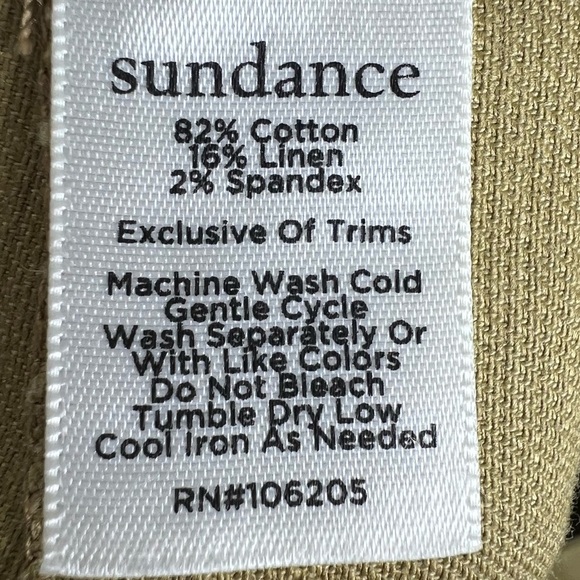 sundance
82% Cotton
16% Linen
2% Spandex
Exclusive Of Trims
Machine Wash Cold
Gentle Cycle
Wash Separately Or
With Like Colors
Do Not Bleach
Tumble Dry Low
Cool Iron As Needed
RN#106205